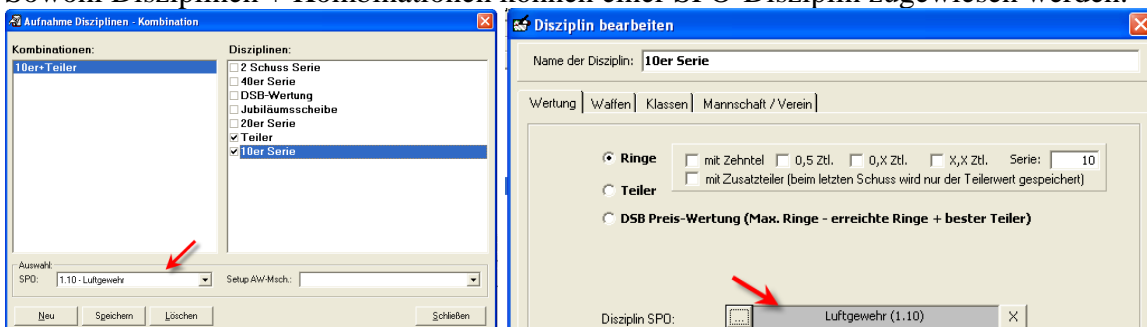 Sowohl Disziplinen + Kombinationen können einer SPO-Disziplin zugewiesen werden.
Aufnahme Disziplinen - Kombination
Kombinationen:
10er+Teiler
Disziplinen:
2 Schuss Serie
40er Serie
DSB-Wertung
Jubiläumsscheibe
20er Serie
Teiler
10er Serie
Auswahl:
SPO: 1.10 - Luftgewehr
Setup AW-Msch.:
Neu
Speichern
Löschen
Schließen
Disziplin bearbeiten
Name der Disziplin: 10er Serie
Wertung Waffen Klassen Mannschaft / Verein
Ringe
mit Zehntel 0,5 Ztl. 0,X Ztl. X,X Ztl. Serie: 10
mit Zusatzteiler (beim letzten Schuss wird nur der Teilerwert gespeichert)
Teiler
DSB Preis-Wertung (Max. Ringe - erreichte Ringe + bester Teiler)
Disziplin SPO: ... Luftgewehr (1.10) X